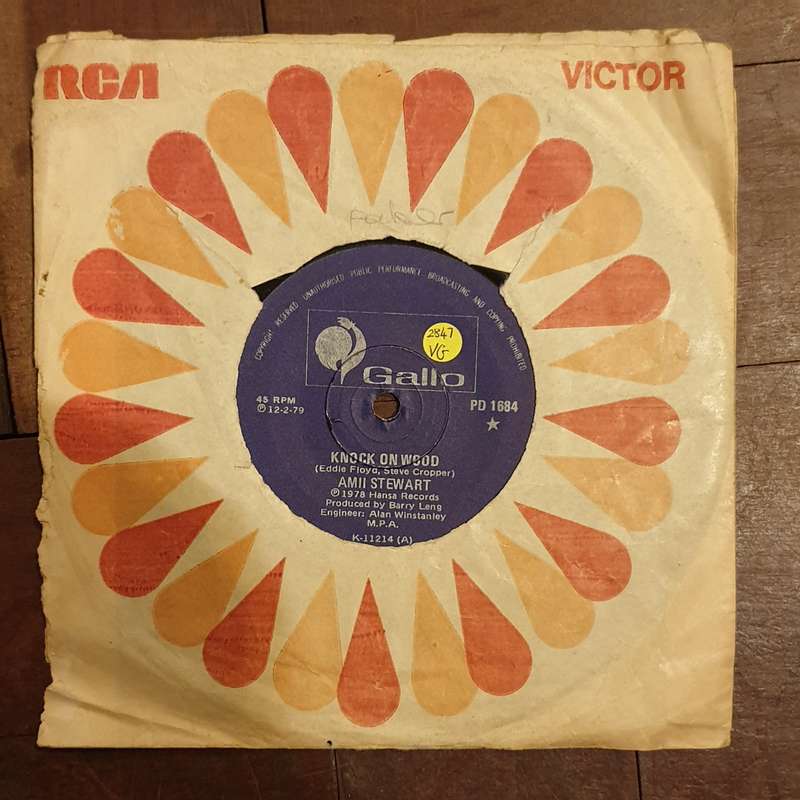 RCA VICTOR
COPYRIGHT RESERVED UNAUTHORISED PUBLIC PERFORMANCE BROADCASTING AND COPYING PROHIBITED
2847
VG
Gallo
45 RPM
℗ 12-2-79
PD 1684
★
KNOCK ON WOOD
(Eddie Floyd, Steve Cropper)
AMII STEWART
℗ 1978 Hansa Records
Produced by Barry Leng
Engineer: Alan Winstanley
M.P.A.
K-11214 (A)